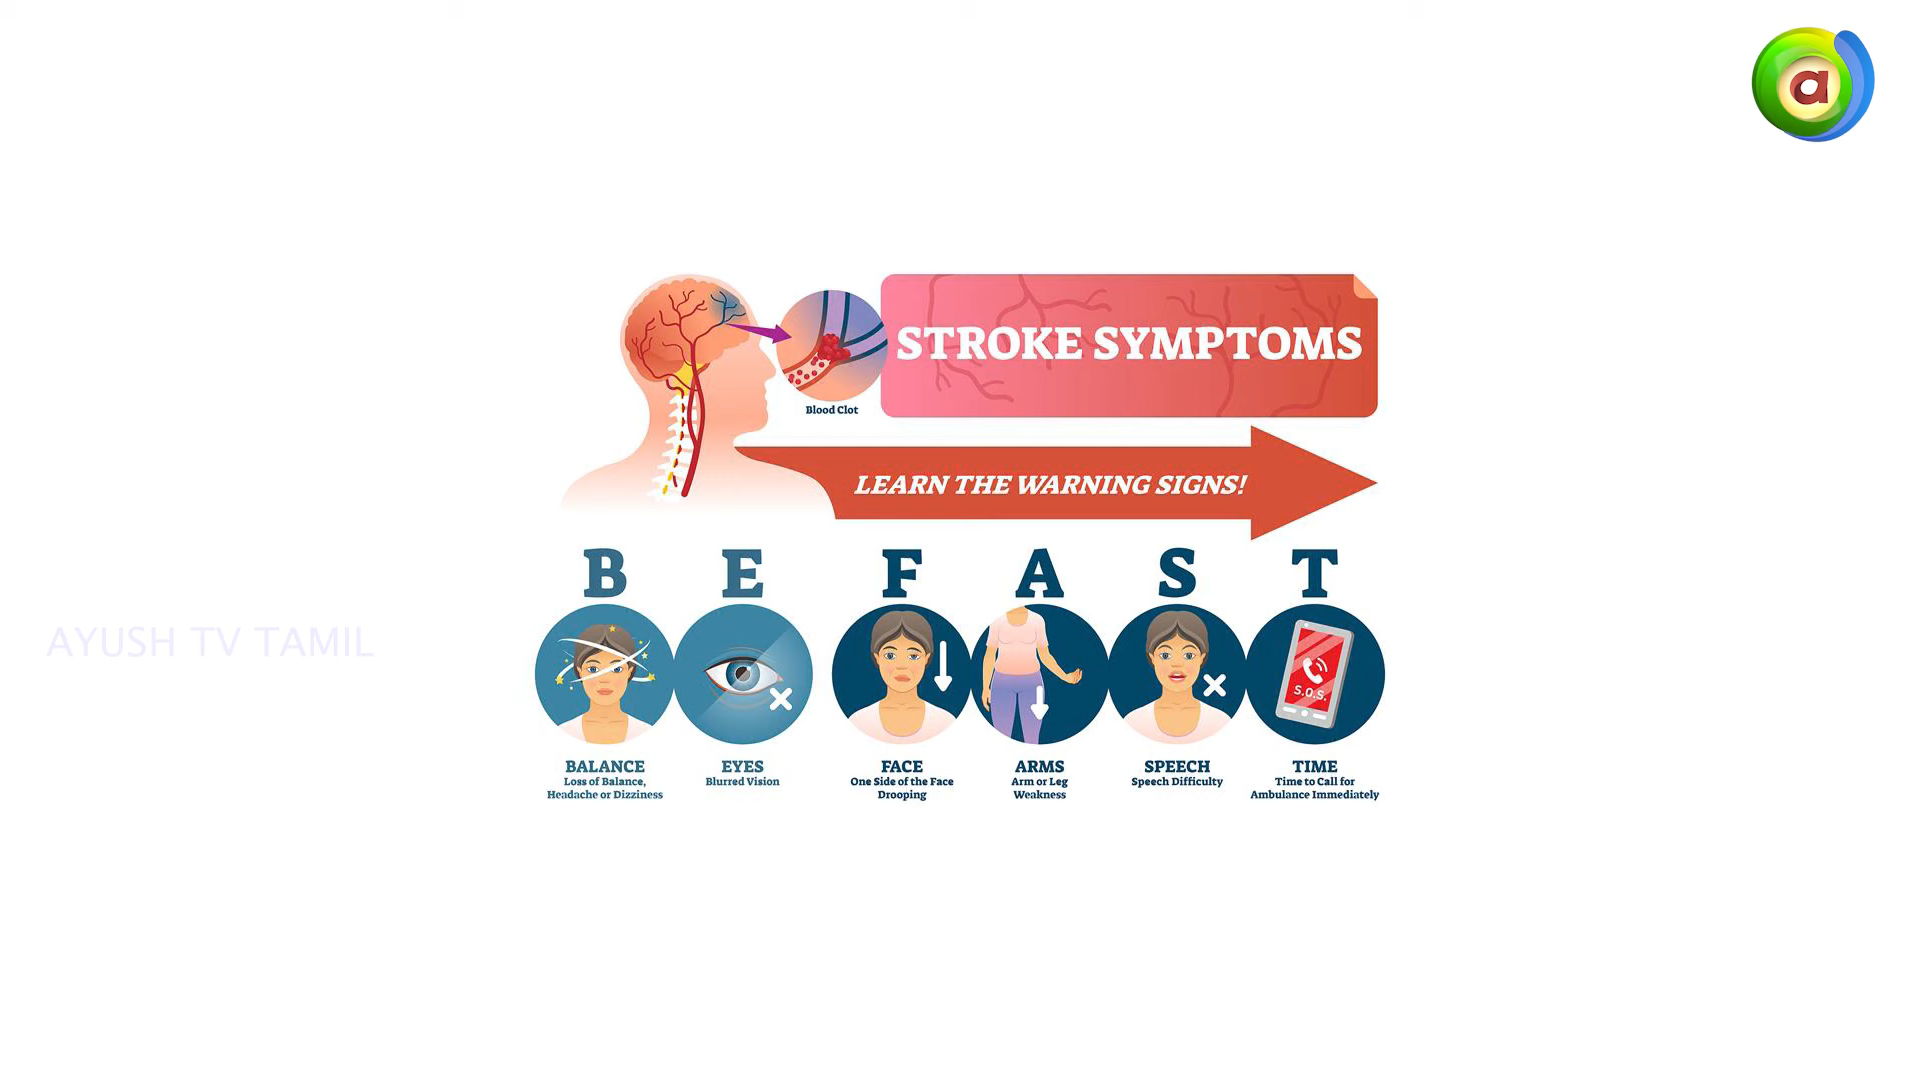 a
STROKE SYMPTOMS
Blood Clot
LEARN THE WARNING SIGNS!
B E F A S T
AYUSH TV TAMIL
S.O.S.
BALANCE
Loss of Balance,
Headache or Dizziness
EYES
Blurred Vision
FACE
One Side of the Face
Drooping
ARMS
Arm or Leg
Weakness
SPEECH
Speech Difficulty
TIME
Time to Call for
Ambulance Immediately